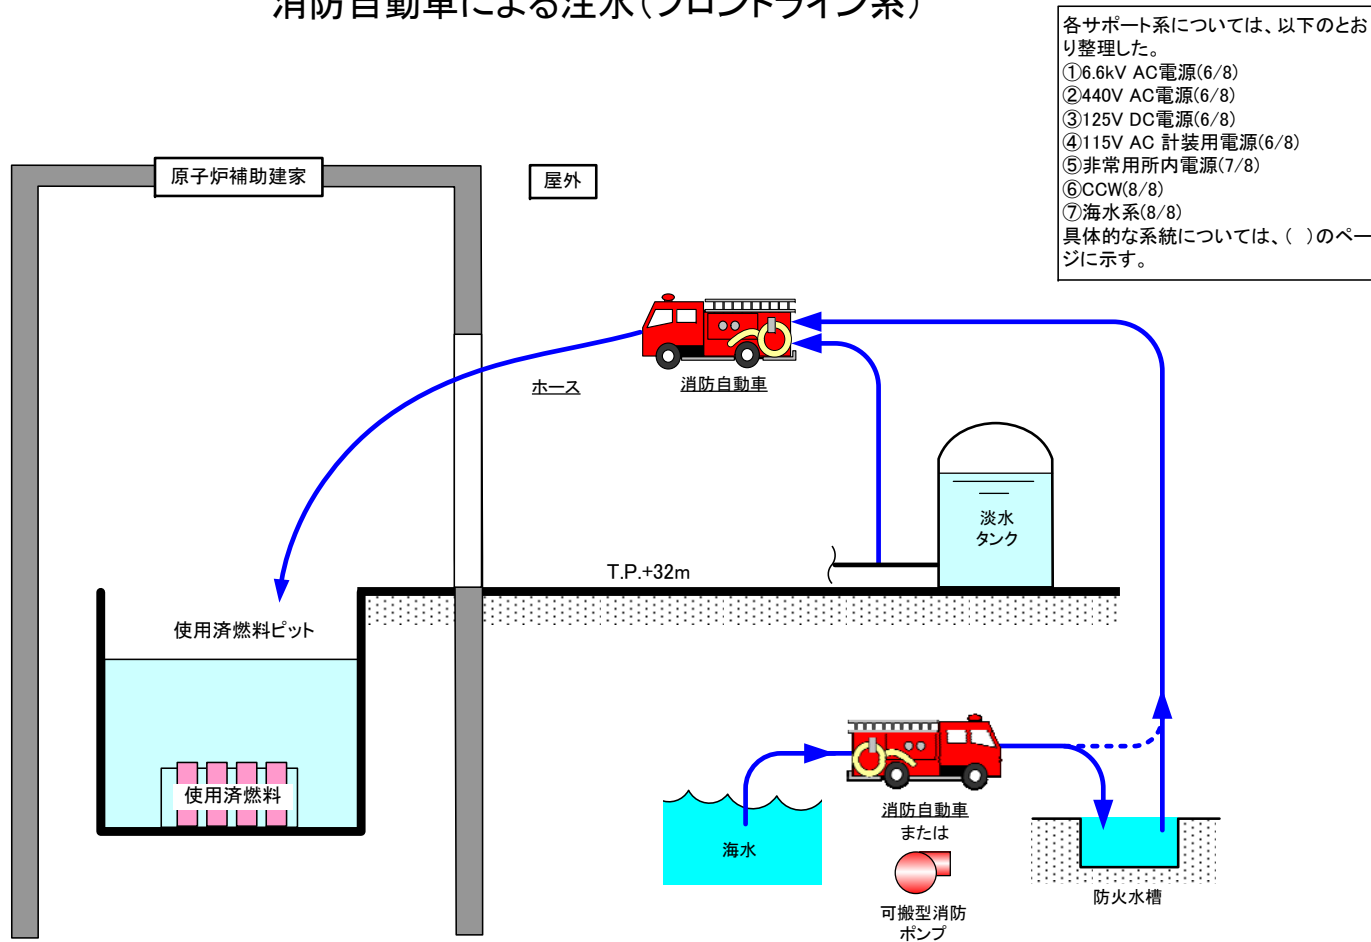 消防自動車による注水(フロントライン系)
各サポート系については、以下のとお
り整理した。
①6.6kV AC電源(6/8)
②440V AC電源(6/8)
③125V DC電源(6/8)
④115V AC 計装用電源(6/8)
⑤非常用所内電源(7/8)
⑥CCW(8/8)
⑦海水系(8/8)
具体的な系統については、( )のペー
ジに示す。
原子炉補助建家
屋外
ホース
消防自動車
淡水
タンク
T.P.+32m
使用済燃料ピット
使用済燃料
海水
消防自動車
または
可搬型消防
ポンプ
防火水槽